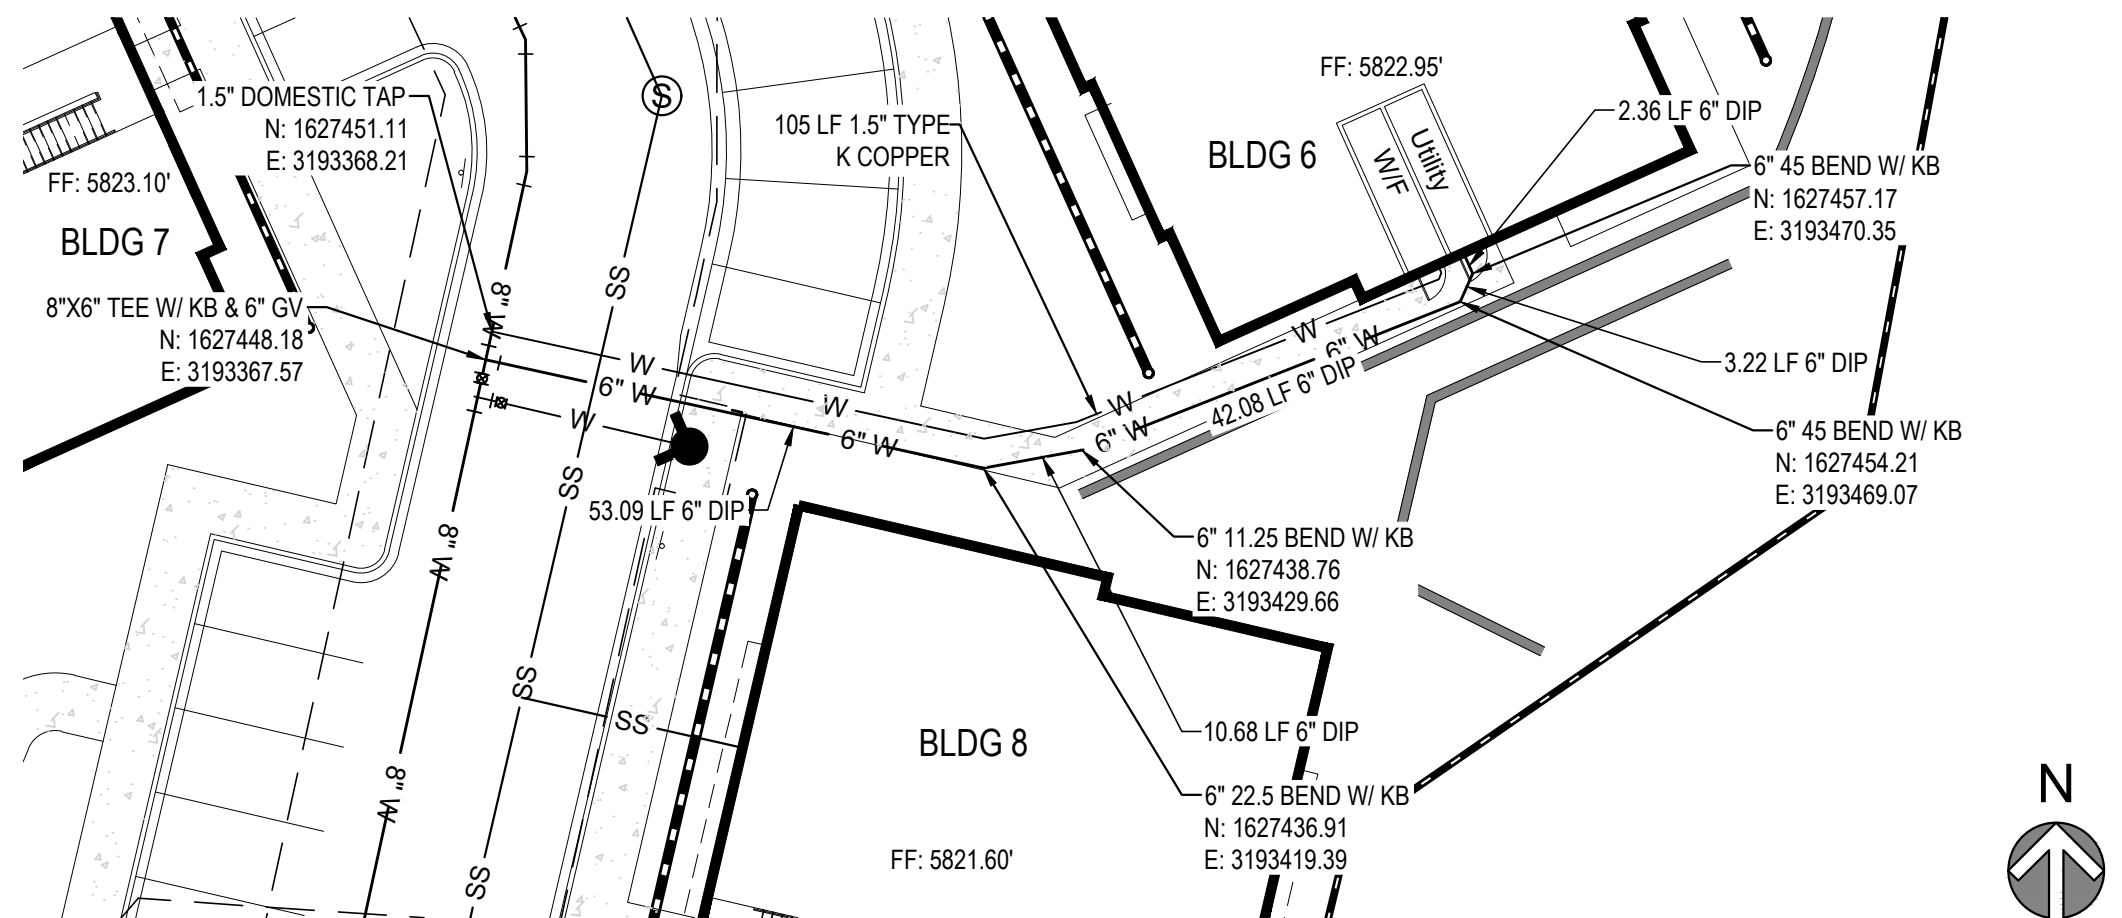 FF: 5822.95'
1.5" DOMESTIC TAP
N: 1627451.11
E: 3193368.21
S
105 LF 1.5" TYPE
K COPPER
BLDG 6
Utility
W/F
2.36 LF 6" DIP
6" 45 BEND W/ KB
N: 1627457.17
E: 3193470.35
FF: 5823.10'
BLDG 7
8"X6" TEE W/ KB & 6" GV
N: 1627448.18
E: 3193367.57
8" W
SS
W
6" W
W
W
6" W
W
6" W
42.08 LF 6" DIP
W
6" W
3.22 LF 6" DIP
6" 45 BEND W/ KB
N: 1627454.21
E: 3193469.07
SS
53.09 LF 6" DIP
8" W
6" 11.25 BEND W/ KB
N: 1627438.76
E: 3193429.66
SS
SS
BLDG 8
10.68 LF 6" DIP
8" W
6" 22.5 BEND W/ KB
N: 1627436.91
E: 3193419.39
FF: 5821.60'
SS
N